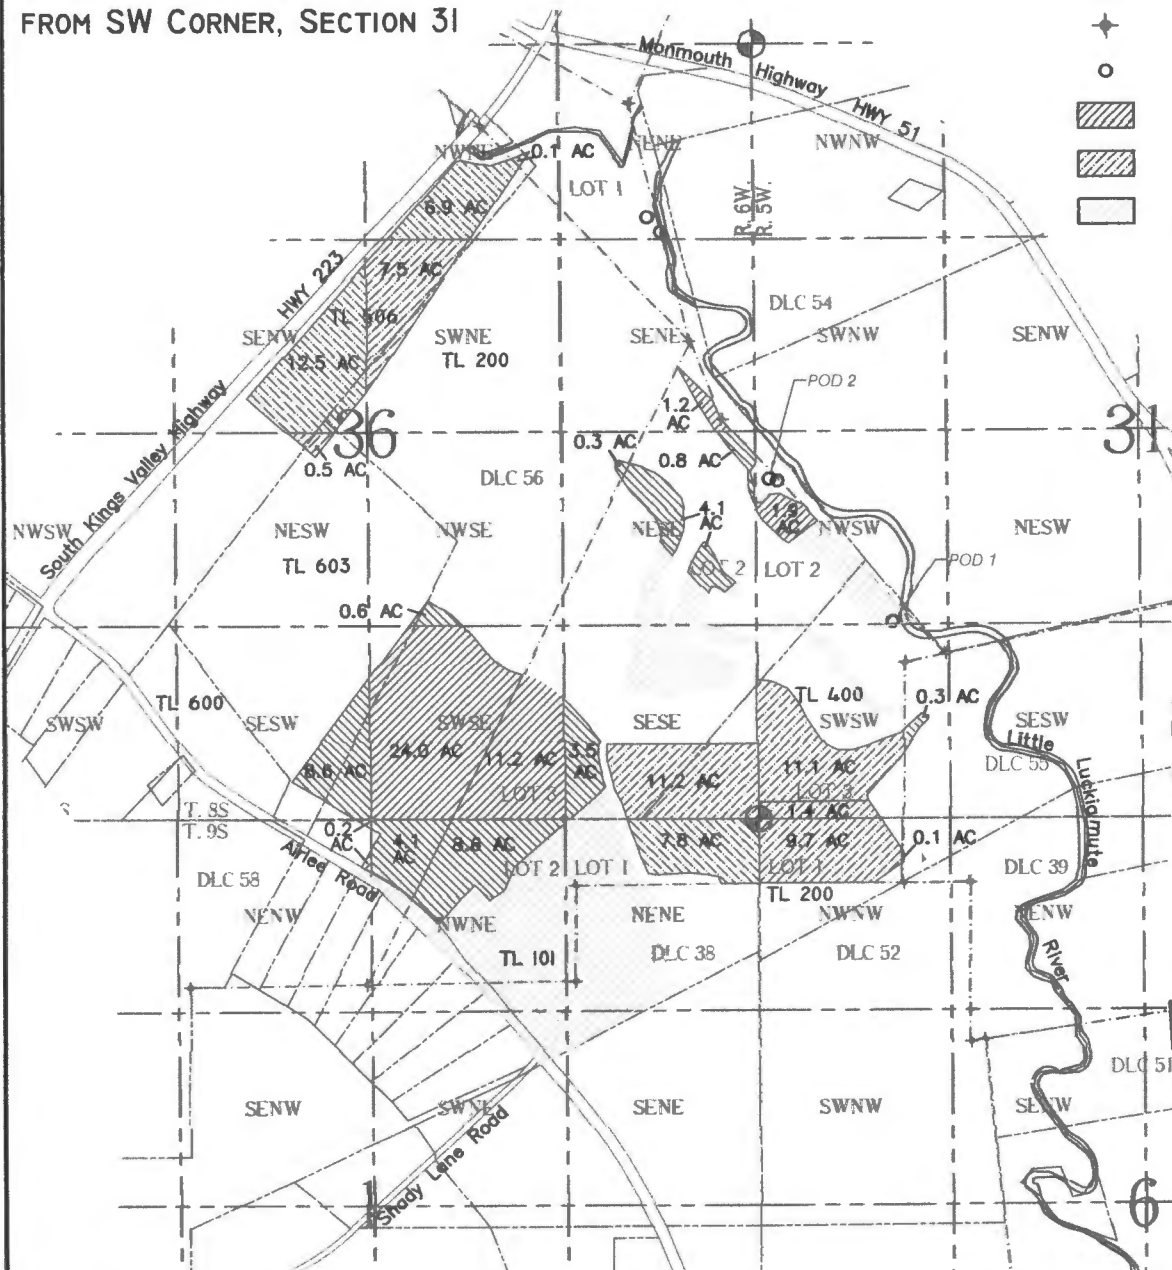 FROM SW CORNER, SECTION 31
Monmouth Highway
HWY 51
NWNE
0.1 AC
NENE
NWNW
LOT 1
R. 6W.
R. 5W.
6.9 AC
7.5 AC
HWY 223
TL 606
SENW
12.5 AC
SWNE
TL 200
SENE
DLC 54
SWNW
SENW
POD 2
South Kings Valley Highway
36
31
1.2 AC
0.3 AC
0.8 AC
0.5 AC
DLC 56
4.1 AC
1.9 AC
NWSW
NESW
NWSE
NESE
NWSW
NESW
TL 603
LOT 2
LOT 2
POD 1
0.6 AC
TL 600
TL 400
0.3 AC
SWSW
SESW
SWSE
SESE
SWSW
SESW
Little
24.0 AC
11.2 AC
3.5 AC
8.6 AC
11.2 AC
11.1 AC
DLC 55
Luckiamute
LOT 3
LOT 3
T. 8S
T. 9S
1.4 AC
0.2 AC
4.1 AC
8.8 AC
7.8 AC
9.7 AC
0.1 AC
Airlee Road
LOT 2
LOT 1
LOT 1
DLC 58
DLC 39
TL 200
NENW
NWNE
NENE
NWNW
NENW
TL 101
DLC 38
DLC 52
River
DLC 51
SENW
SWNE
SENE
SWNW
SENW
Shady Lane Road
1
6